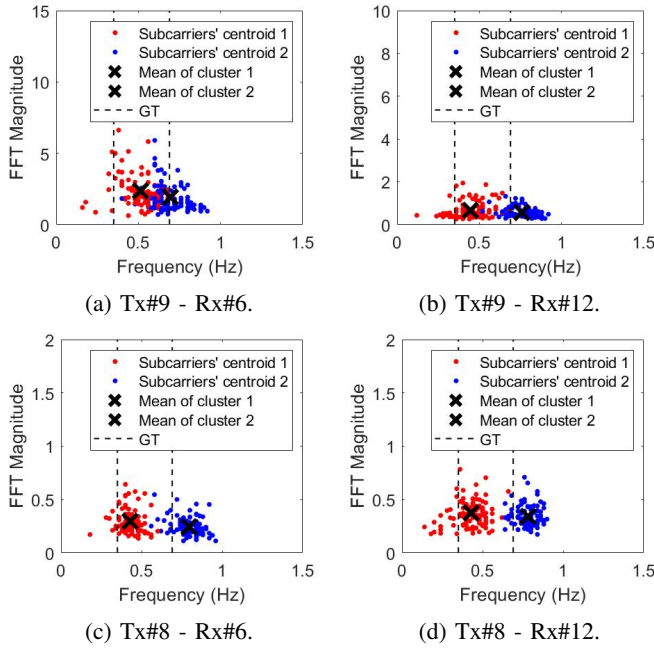 15
10
5
0
FFT Magnitude
Subcarriers' centroid 1
Subcarriers' centroid 2
Mean of cluster 1
Mean of cluster 2
GT
0 0.5 1 1.5
Frequency (Hz)
(a) Tx#9 - Rx#6.
10
8
6
4
2
0
FFT Magnitude
Subcarriers' centroid 1
Subcarriers' centroid 2
Mean of cluster 1
Mean of cluster 2
GT
0 0.5 1 1.5
Frequency(Hz)
(b) Tx#9 - Rx#12.
2
1.5
1
0.5
0
FFT Magnitude
Subcarriers' centroid 1
Subcarriers' centroid 2
Mean of cluster 1
Mean of cluster 2
GT
0 0.5 1 1.5
Frequency (Hz)
(c) Tx#8 - Rx#6.
2
1.5
1
0.5
0
FFT Magnitude
Subcarriers' centroid 1
Subcarriers' centroid 2
Mean of cluster 1
Mean of cluster 2
GT
0 0.5 1 1.5
Frequency (Hz)
(d) Tx#8 - Rx#12.